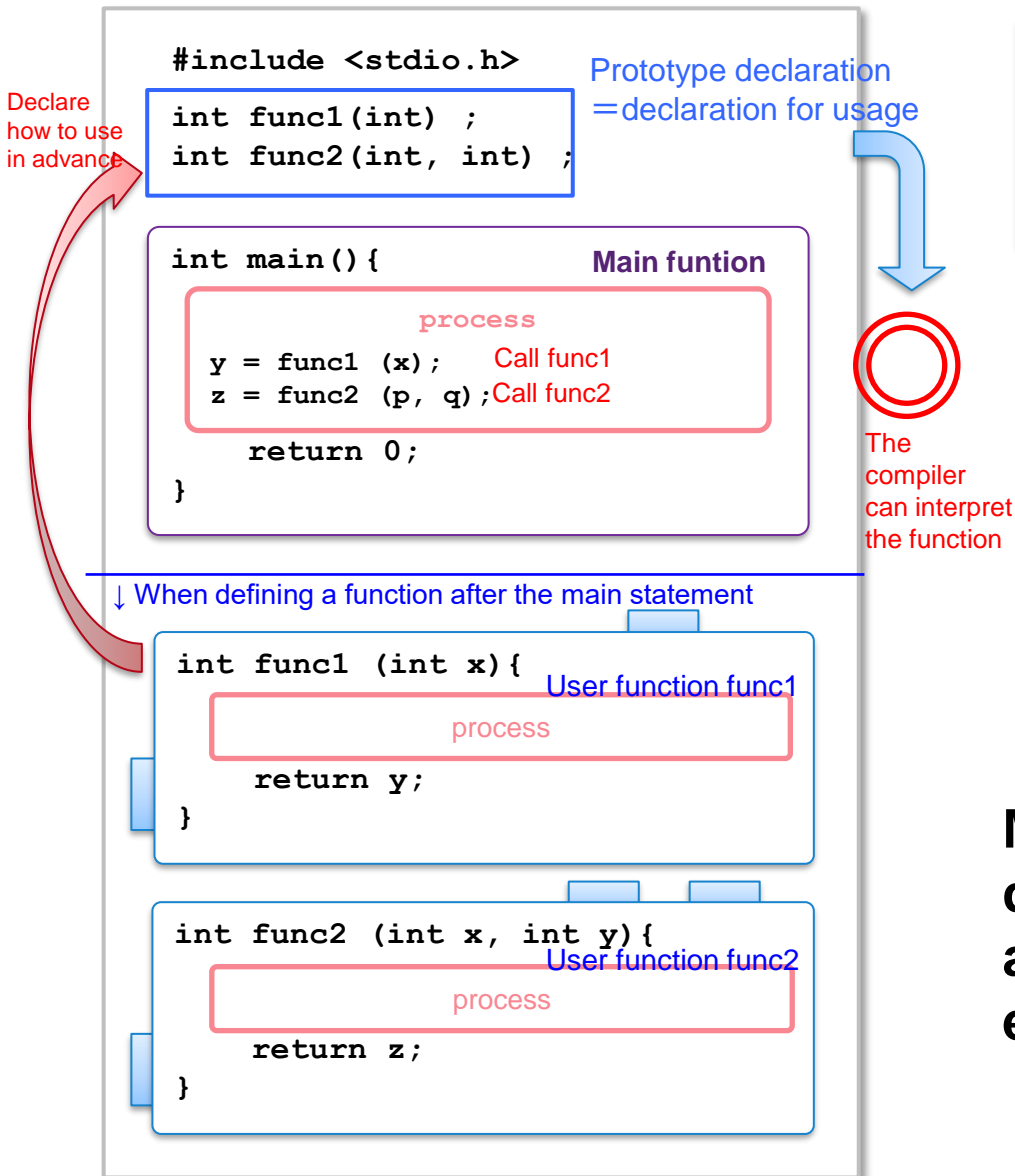 #include <stdio.h>
Prototype declaration
＝declaration for usage
Declare
how to use
in advance
int func1(int) ;
int func2(int, int) ;
int main(){
Main funtion
process
y = func1 (x);
Call func1
z = func2 (p, q);
Call func2
return 0;
}
The
compiler
can interpret
the function
↓ When defining a function after the main statement
int func1 (int x){
User function func1
process
return y;
}
int func2 (int x, int y){
User function func2
process
return z;
}